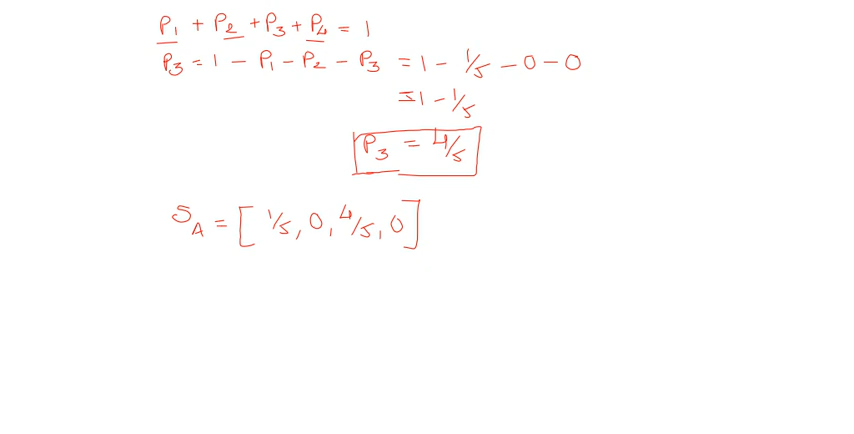 P1 + P2 + P3 + P4 = 1
P3 = 1 - P1 - P2 - P3 = 1 - 1/5 - 0 - 0
= 1 - 1/5
P3 = 4/5
SA = [ 1/5, 0, 4/5, 0 ]